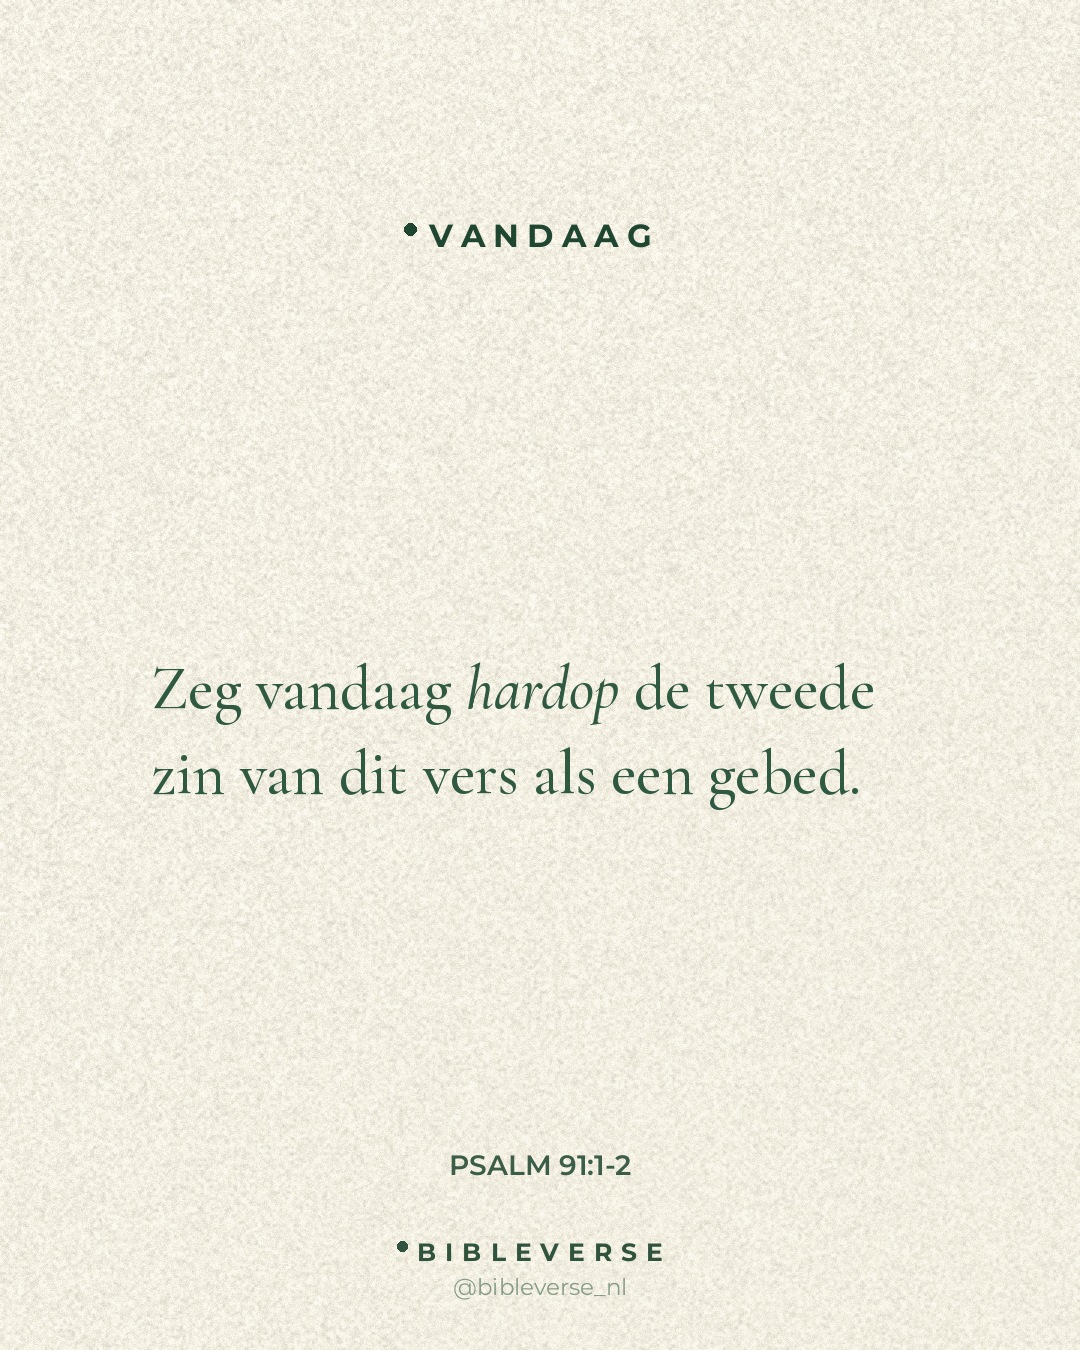 VANDAAG
Zeg vandaag hardop de tweede
zin van dit vers als een gebed.
PSALM 91:1-2
BIBLEVERSE
@bibleverse_nl